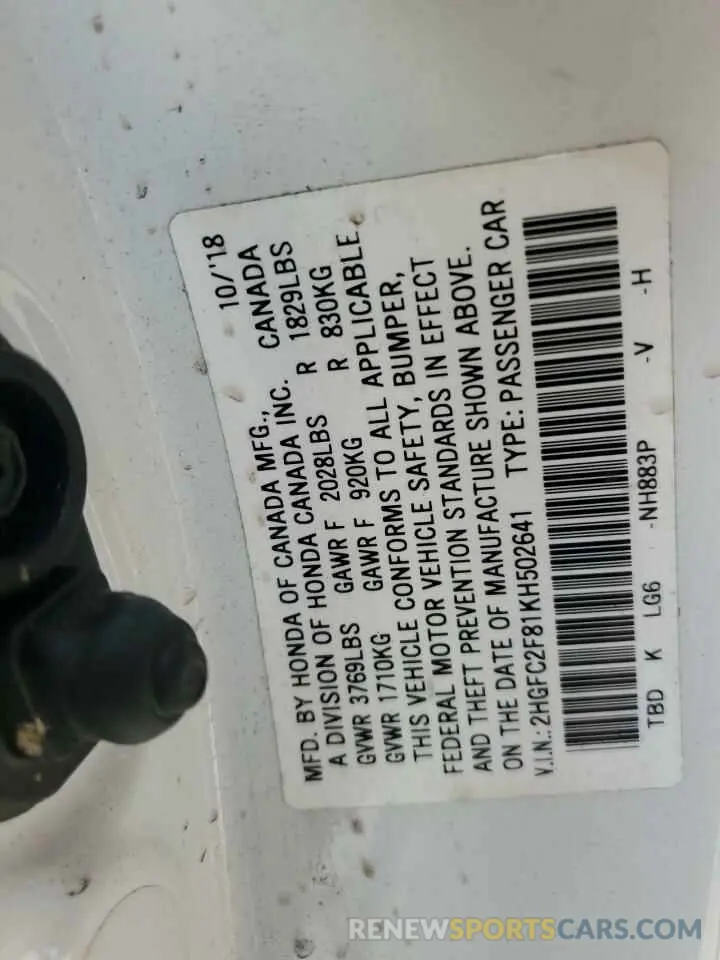 MFD. BY HONDA OF CANADA MFG., 10/'18
A DIVISION OF HONDA CANADA INC. CANADA
GVWR 3769LBS GAWR F 2028LBS R 1829LBS
GVWR 1710KG GAWR F 920KG R 830KG
THIS VEHICLE CONFORMS TO ALL APPLICABLE
FEDERAL MOTOR VEHICLE SAFETY, BUMPER,
AND THEFT PREVENTION STANDARDS IN EFFECT
ON THE DATE OF MANUFACTURE SHOWN ABOVE.
V.I.N.: 2HGFC2F81KH502641 TYPE: PASSENGER CAR
TBD K LG6 -NH883P -V -H
RENEWSPORTSCARS.COM